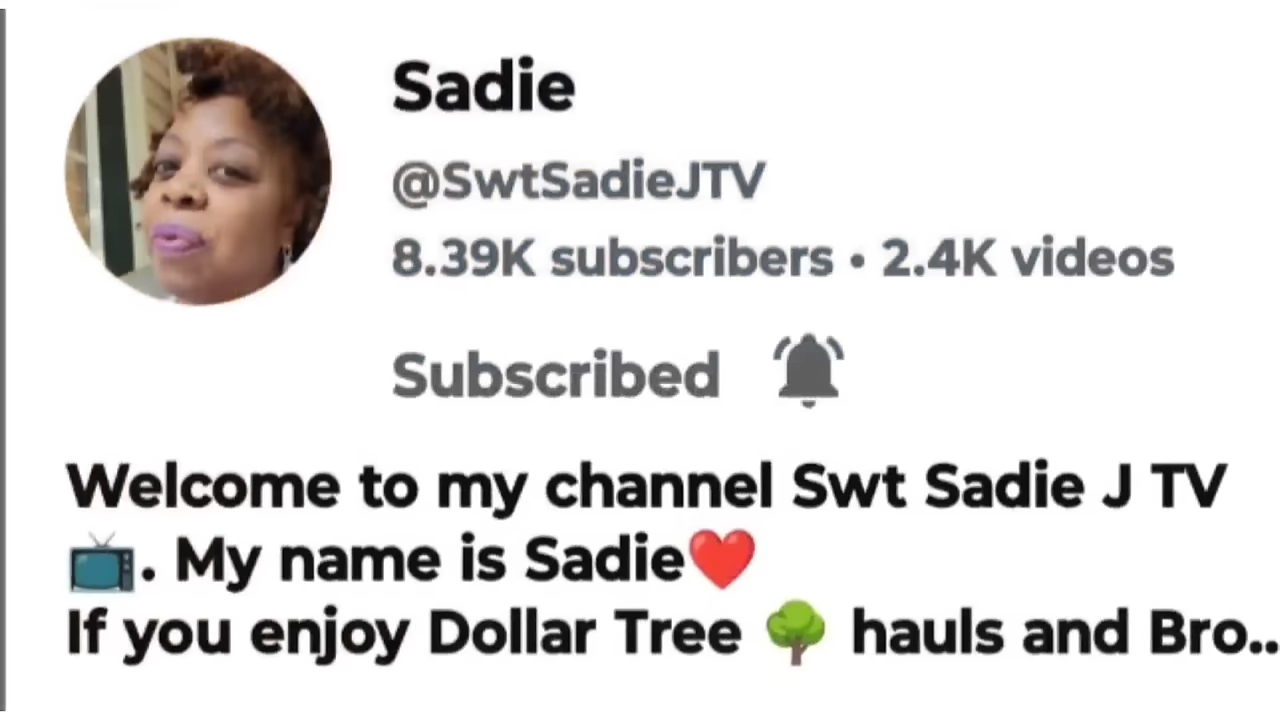 Sadie
@SwtSadieJTV
8.39K subscribers • 2.4K videos
Subscribed
Welcome to my channel Swt Sadie J TV
📺. My name is Sadie❤️
If you enjoy Dollar Tree 🌳 hauls and Bro..